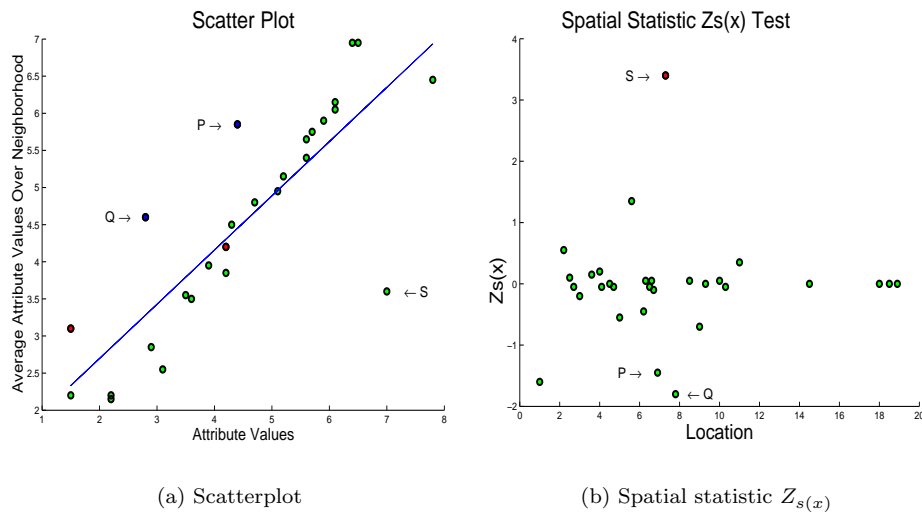 Scatter Plot
7
6.5
6
5.5
5
4.5
4
3.5
3
2.5
2
Average Attribute Values Over Neighborhood
P →
Q →
← S
1 2 3 4 5 6 7 8
Attribute Values
(a) Scatterplot
Spatial Statistic Zs(x) Test
4
3
2
1
0
−1
−2
Zs(x)
S →
P →
← Q
0 2 4 6 8 10 12 14 16 18 20
Location
(b) Spatial statistic Zs(x)